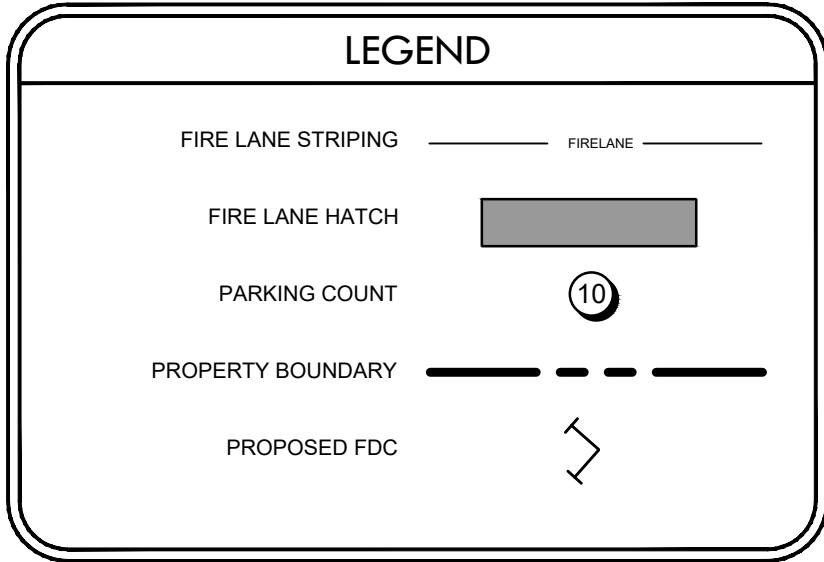 LEGEND
FIRE LANE STRIPING FIRELANE
FIRE LANE HATCH
PARKING COUNT 10
PROPERTY BOUNDARY
PROPOSED FDC